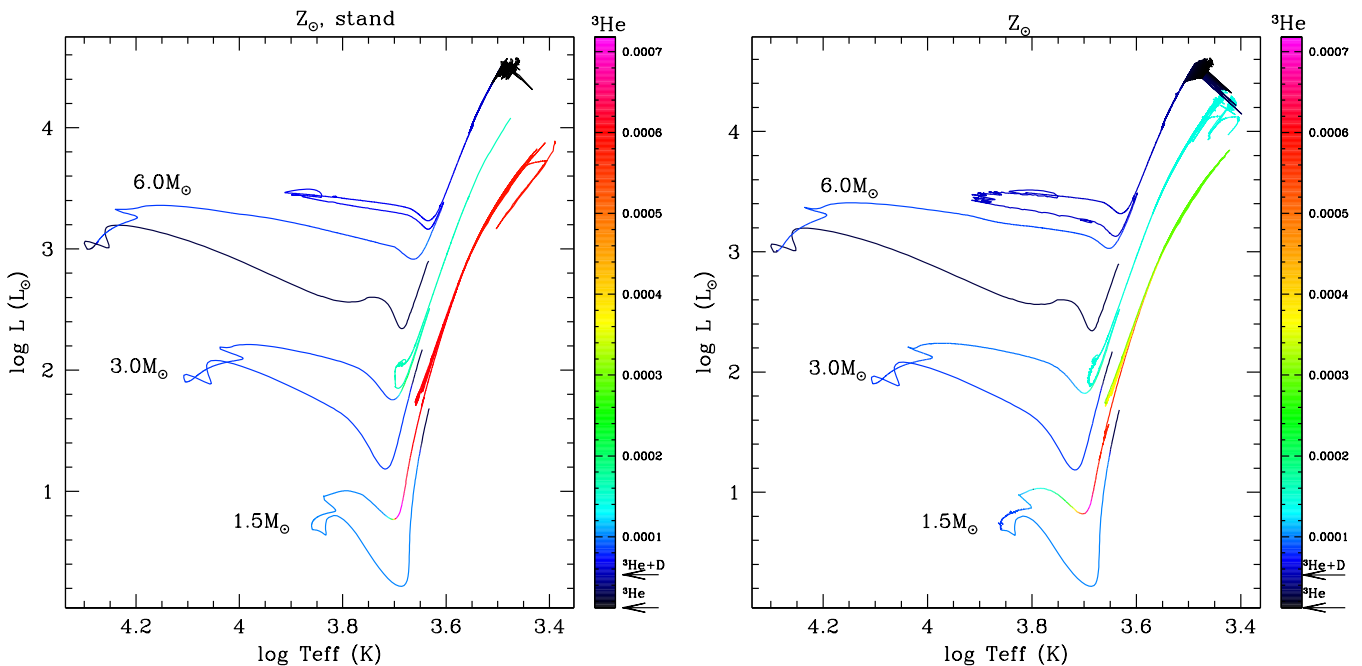 Z⊙, stand
³He
0.0007
0.0006
0.0005
0.0004
0.0003
0.0002
0.0001
³He+D
³He
4
3
2
1
log L (L⊙)
6.0M⊙
3.0M⊙
1.5M⊙
4.2
4
3.8
3.6
3.4
log Teff (K)
Z⊙
³He
0.0007
0.0006
0.0005
0.0004
0.0003
0.0002
0.0001
³He+D
³He
4
3
2
1
log L (L⊙)
6.0M⊙
3.0M⊙
1.5M⊙
4.2
4
3.8
3.6
3.4
log Teff (K)